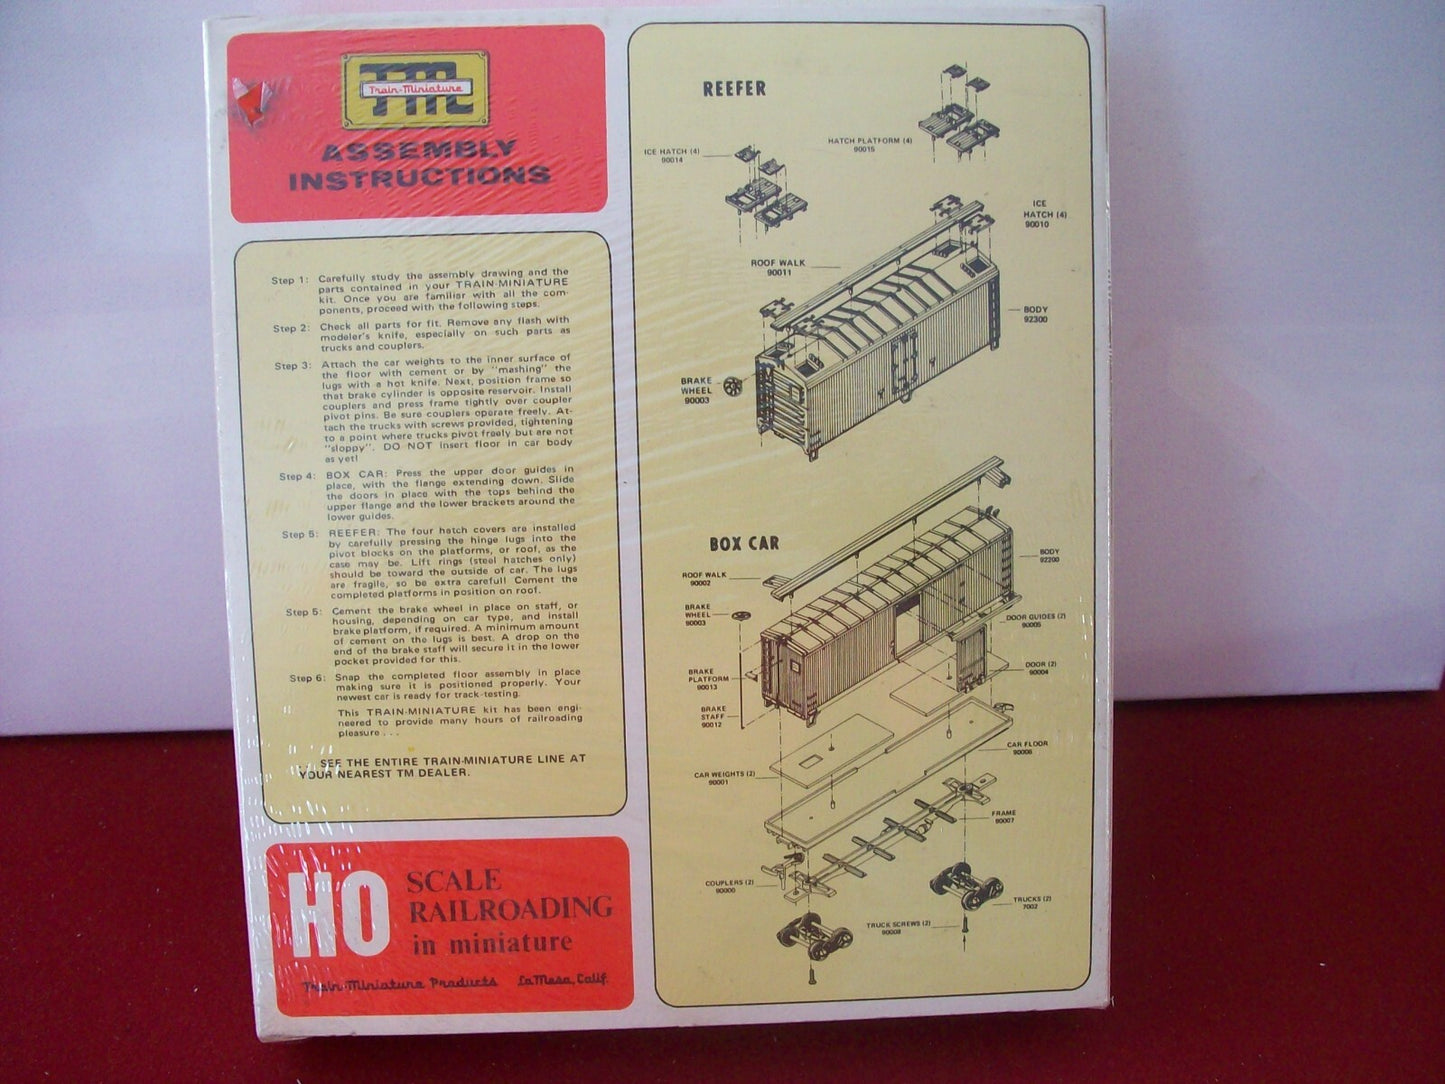 TM
Train-Miniature
ASSEMBLY
INSTRUCTIONS
Step 1: Carefully study the assembly drawing and the
parts contained in your TRAIN-MINIATURE
kit. Once you are familiar with all the com-
ponents, proceed with the following steps.
Step 2: Check all parts for fit. Remove any flash with
modeler's knife, especially on such parts as
trucks and couplers.
Step 3: Attach the car weights to the inner surface of
the floor with cement or by "mashing" the
lugs with a hot knife. Next, position frame so
that brake cylinder is opposite reservoir. Install
couplers and press frame tightly over coupler
pivot pins. Be sure couplers operate freely. At-
tach the trucks with screws provided, tightening
to a point where trucks pivot freely but are not
"sloppy". DO NOT insert floor in car body
as yet!
Step 4: BOX CAR: Press the upper door guides in
place, with the flange extending down. Slide
the doors in place with the tops behind the
upper flange and the lower brackets around the
lower guides.
Step 5: REEFER: The four hatch covers are installed
by carefully pressing the hinge lugs into the
pivot blocks on the platforms, or roof, as the
case may be. Lift rings (steel hatches only)
should be toward the outside of car. The lugs
are fragile, so be extra careful! Cement the
completed platforms in position on roof.
Step 5: Cement the brake wheel in place on staff, or
housing, depending on car type, and install
brake platform, if required. A minimum amount
of cement on the lugs is best. A drop on the
end of the brake staff will secure it in the lower
pocket provided for this.
Step 6: Snap the completed floor assembly in place
making sure it is positioned properly. Your
newest car is ready for track-testing.
This TRAIN-MINIATURE kit has been engi-
neered to provide many hours of railroading
pleasure . . .
. . . SEE THE ENTIRE TRAIN-MINIATURE LINE AT
YOUR NEAREST TM DEALER.
HO
SCALE
RAILROADING
in miniature
Train-Miniature Products La Mesa, Calif.
REEFER
ICE HATCH (4)
90014
HATCH PLATFORM (4)
90015
ICE
HATCH (4)
90010
ROOF WALK
90011
BODY
92300
BRAKE
WHEEL
90003
BOX CAR
ROOF WALK
90002
BODY
92200
BRAKE
WHEEL
90003
DOOR GUIDES (2)
90005
DOOR (2)
90004
BRAKE
PLATFORM
90013
BRAKE
STAFF
90012
CAR FLOOR
90006
CAR WEIGHTS (2)
90001
FRAME
90007
COUPLERS (2)
90000
TRUCKS (2)
7002
TRUCK SCREWS (2)
90008